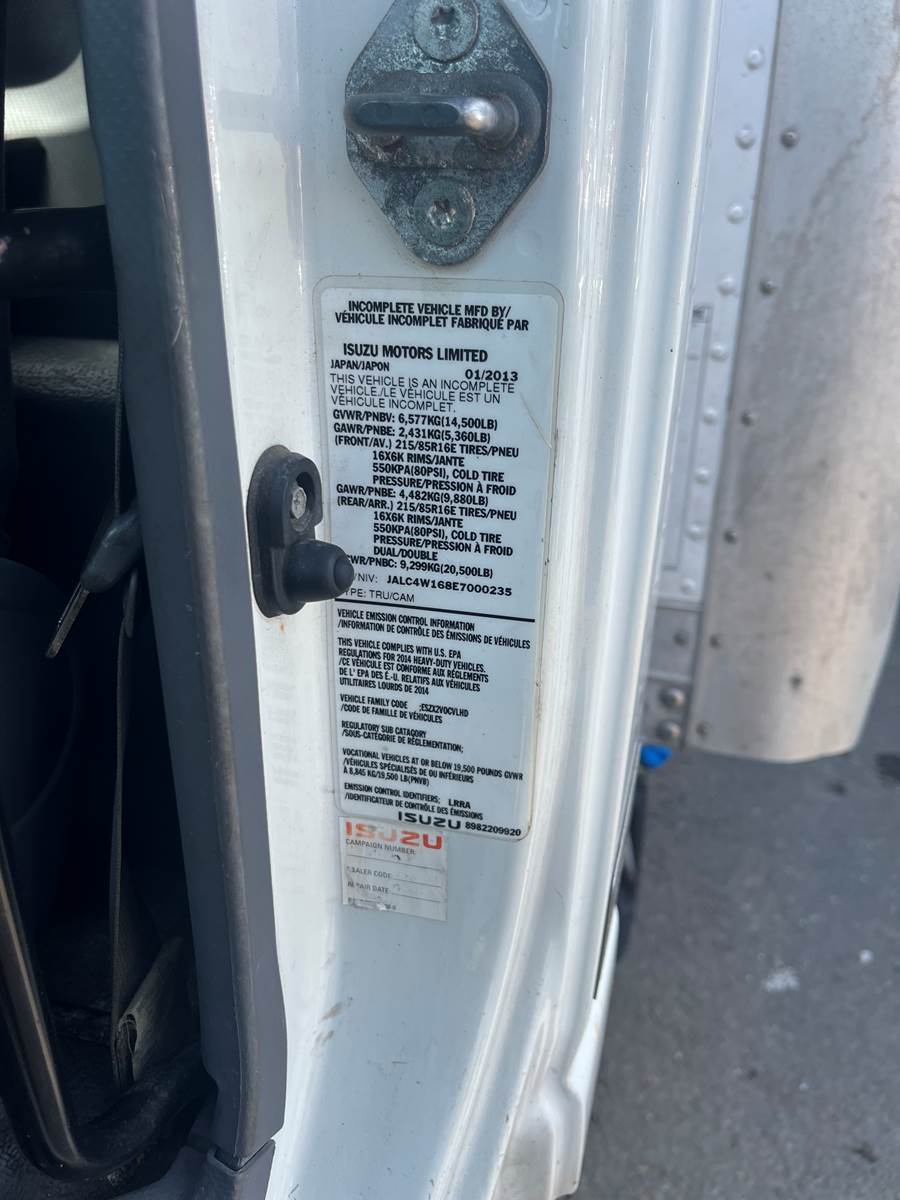 INCOMPLETE VEHICLE MFD BY/
VÉHICULE INCOMPLET FABRIQUÉ PAR
ISUZU MOTORS LIMITED
JAPAN/JAPON 01/2013
THIS VEHICLE IS AN INCOMPLETE
VEHICLE./LE VÉHICULE EST UN
VÉHICULE INCOMPLET.
GVWR/PNBV: 6,577KG(14,500LB)
GAWR/PNBE: 2,431KG(5,360LB)
(FRONT/AV.) 215/85R16E TIRES/PNEU
16X6K RIMS/JANTE
550KPA(80PSI), COLD TIRE
PRESSURE/PRESSION À FROID
GAWR/PNBE: 4,482KG(9,880LB)
(REAR/ARR.) 215/85R16E TIRES/PNEU
16X6K RIMS/JANTE
550KPA(80PSI), COLD TIRE
PRESSURE/PRESSION À FROID
DUAL/DOUBLE
WR/PNBC: 9,299KG(20,500LB)
/NIV: JALC4W168E7000235
YPE: TRU/CAM
VEHICLE EMISSION CONTROL INFORMATION
/INFORMATION DE CONTRÔLE DES ÉMISSIONS DE VÉHICULES
THIS VEHICLE COMPLIES WITH U.S. EPA
REGULATIONS FOR 2014 HEAVY-DUTY VEHICLES.
/CE VÉHICULE EST CONFORME AUX RÈGLEMENTS
DE L' EPA DES É.-U. RELATIFS AUX VÉHICULES
UTILITAIRES LOURDS DE 2014
VEHICLE FAMILY CODE ;ESZX2VOCVLHD
/CODE DE FAMILLE DE VÉHICULES
REGULATORY SUB CATAGORY
/SOUS-CATÉGORIE DE RÉGLEMENTATION;
VOCATIONAL VEHICLES AT OR BELOW 19,500 POUNDS GVWR
/VÉHICULES SPÉCIALISÉS DE OU INFÉRIEURS
À 8,845 KG/19,500 LB(PNVB)
EMISSION CONTROL IDENTIFIERS; LRRA
/IDENTIFICATEUR DE CONTRÔLE DES ÉMISSIONS
ISUZU 8982209920
ISUZU
CAMPAIGN NUMBER:
EALER CODE
REPAIR DATE